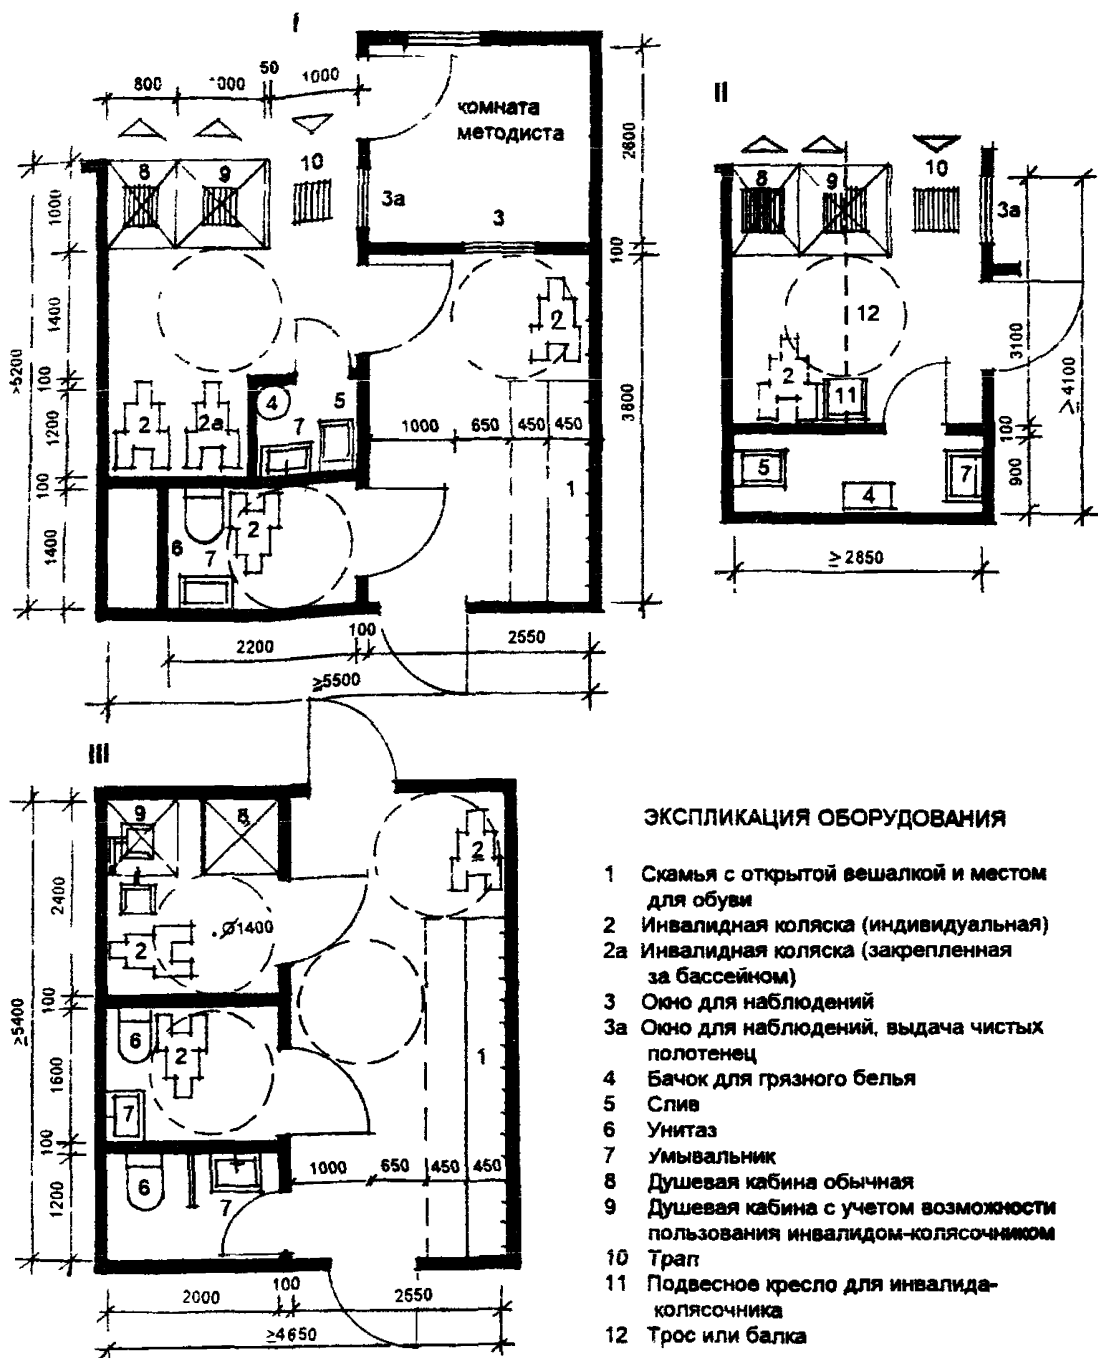 I
800
1000
50
1000
комната
методиста
8
9
10
3а
3
2600
100
3800
1000
1400
100
1200
100
1400
>5200
2
2
2а
4
7
5
1000
650
450
450
1
6
7
2
2200
100
2550
≥5500
II
8
9
10
3а
12
2
11
5
4
7
3100
≥4100
100
900
≥2850
III
9
8
2
2
Ø1400
2400
100
1600
100
1200
≥5400
6
2
7
1
6
7
1000
650
450
450
2000
100
2550
≥4650
ЭКСПЛИКАЦИЯ ОБОРУДОВАНИЯ
1 Скамья с открытой вешалкой и местом
для обуви
2 Инвалидная коляска (индивидуальная)
2а Инвалидная коляска (закрепленная
за бассейном)
3 Окно для наблюдений
3а Окно для наблюдений, выдача чистых
полотенец
4 Бачок для грязного белья
5 Слив
6 Унитаз
7 Умывальник
8 Душевая кабина обычная
9 Душевая кабина с учетом возможности
пользования инвалидом-колясочником
10 Трап
11 Подвесное кресло для инвалида-
колясочника
12 Трос или балка